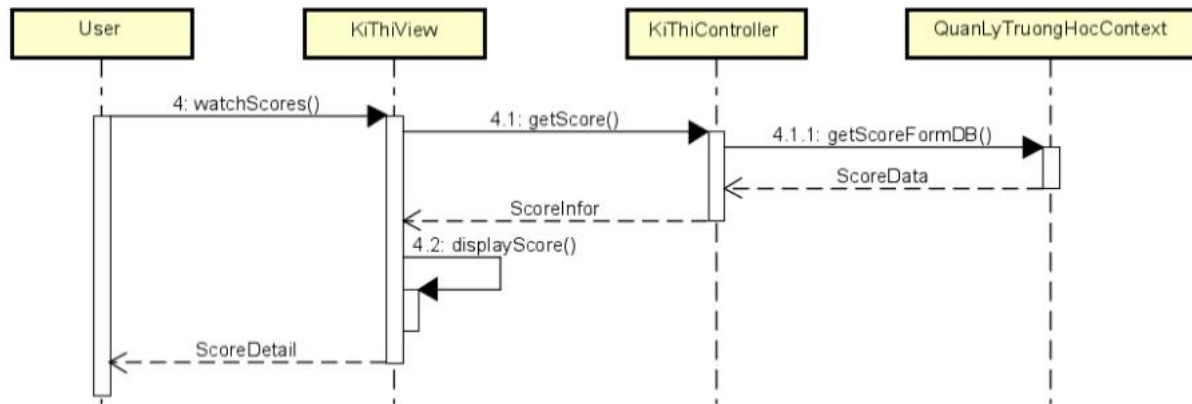 User
KiThiView
KiThiController
QuanLyTruongHocContext
4: watchScores()
4.1: getScore()
4.1.1: getScoreFormDB()
ScoreData
ScoreInfor
4.2: displayScore()
ScoreDetail